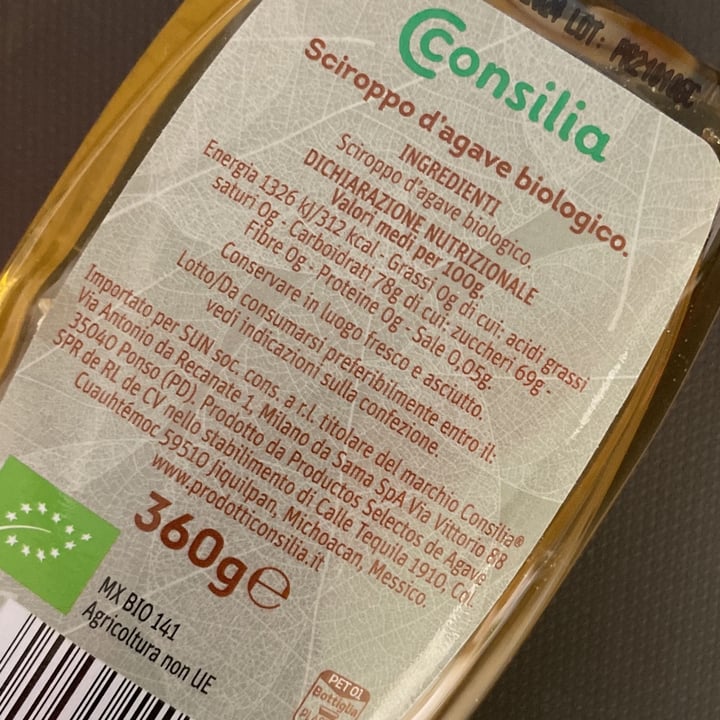 LOT:
Consilia
Sciroppo d'agave biologico.
INGREDIENTI
Sciroppo d'agave biologico.
DICHIARAZIONE NUTRIZIONALE
Valori medi per 100g.
Energia 1326 kJ/312 kcal - Grassi 0g di cui: acidi grassi
saturi 0g - Carboidrati 78g di cui: zuccheri 69g -
Fibre 0g - Proteine 0g - Sale 0,05g.
Conservare in luogo fresco e asciutto.
Lotto/Da consumarsi preferibilmente entro il:
vedi indicazioni sulla confezione.
Importato per SUN soc. cons. a r.l. titolare del marchio Consilia®
Via Antonio da Recanate 1, Milano da Sama SpA Via Vittorio 88
35040 Ponso (PD). Prodotto da Productos Selectos de Agave
SPR de RL de CV nello stabilimento di Calle Tequila 1910, Col.
Cuauhtémoc 59510 Jiquilpan, Michoacan, Messico.
www.prodotticonsilia.it
360g e
MX BIO 141
Agricoltura non UE
PET 01
Bottiglia